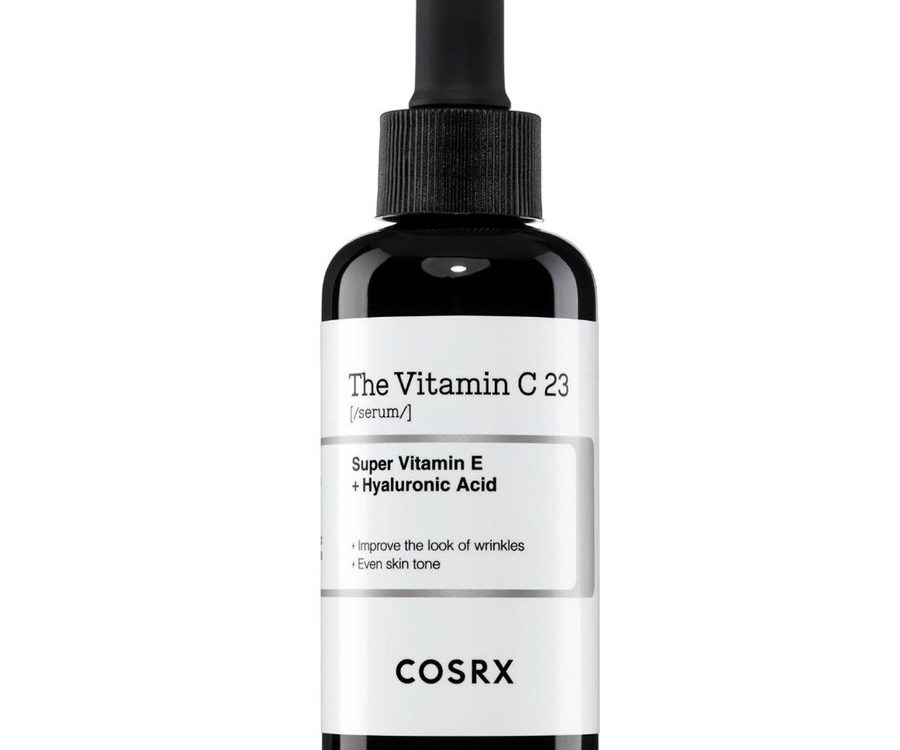 The Vitamin C 23
[/serum/]
Super Vitamin E
+ Hyaluronic Acid
+ Improve the look of wrinkles
+ Even skin tone
COSRX